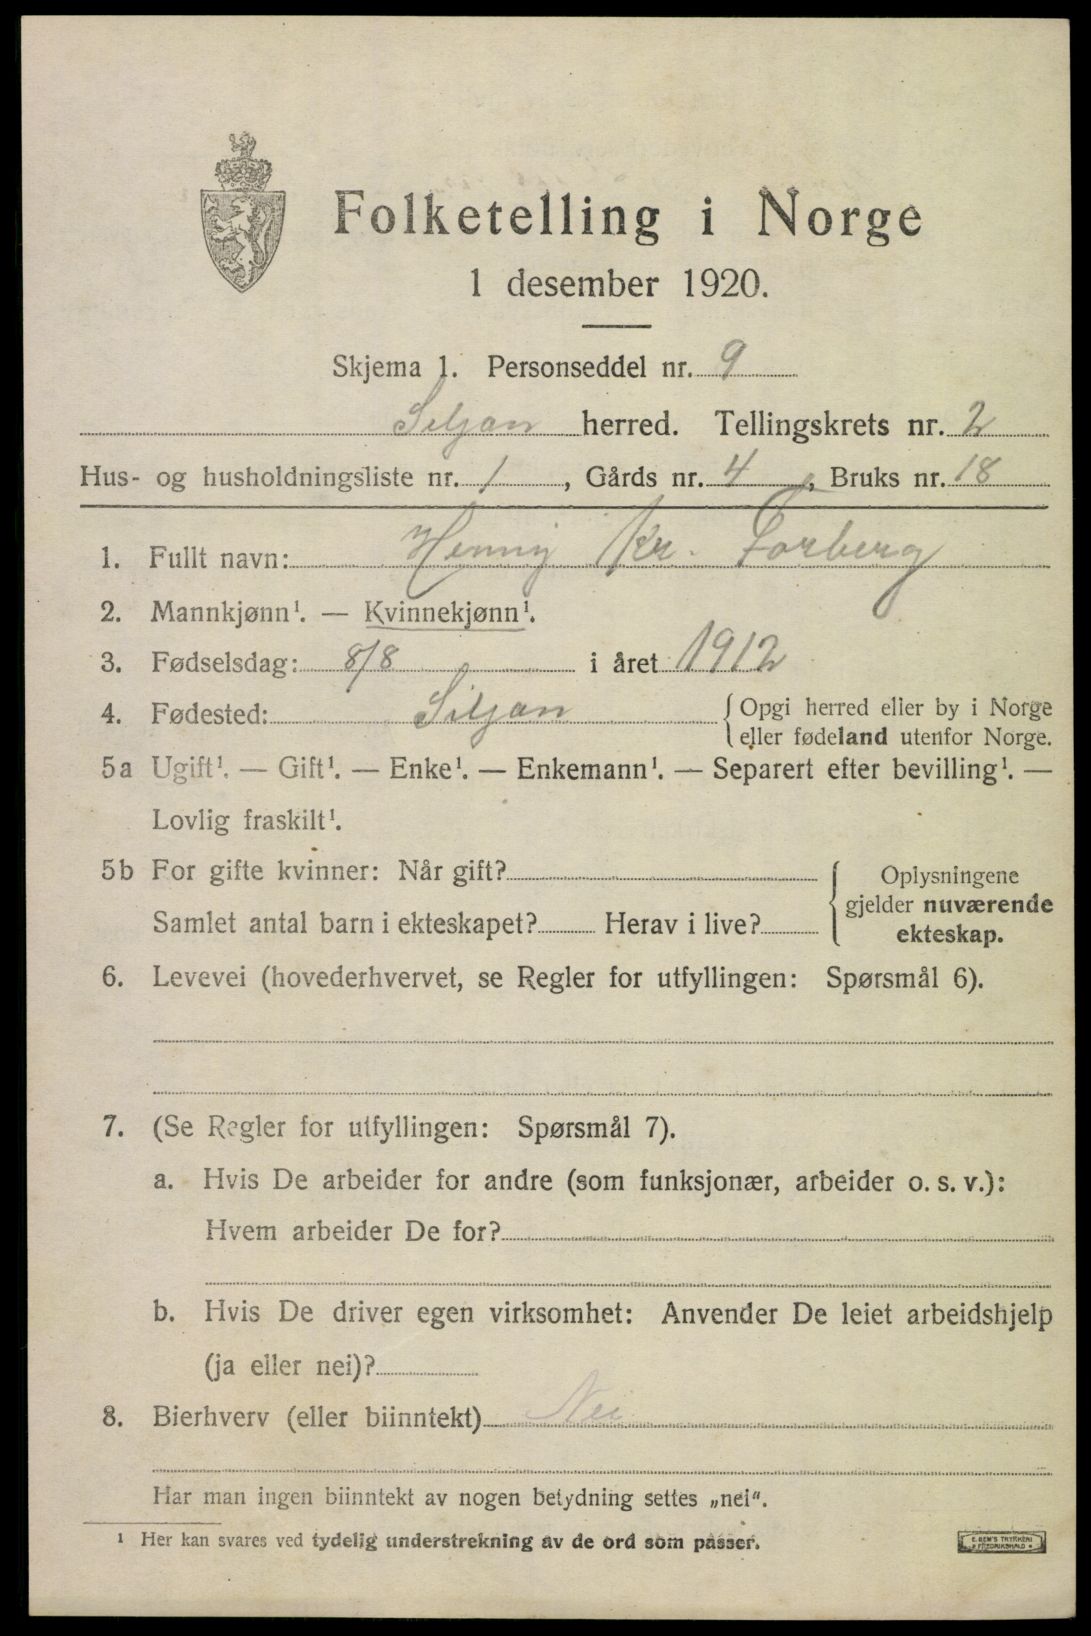 Folketelling i Norge
1 desember 1920.
Skjema 1. Personseddel nr. 9
Siljan herred. Tellingskrets nr. 2
Hus- og husholdningsliste nr. 1, Gårds nr. 4, Bruks nr. 18
1. Fullt navn: Henny Kr. Forberg
2. Mannkjønn¹. — Kvinnekjønn¹.
3. Fødselsdag: 8/8 i året 1912
4. Fødested: Siljan { Opgi herred eller by i Norge
eller fødeland utenfor Norge.
5a Ugift¹. — Gift¹. — Enke¹. — Enkemann¹. — Separert efter bevilling¹. —
Lovlig fraskilt¹.
5b For gifte kvinner: Når gift?
Samlet antal barn i ekteskapet? Herav i live?
{ Oplysningene
gjelder nuværende
ekteskap.
6. Levevei (hovederhvervet, se Regler for utfyllingen: Spørsmål 6).
7. (Se Regler for utfyllingen: Spørsmål 7).
a. Hvis De arbeider for andre (som funksjonær, arbeider o. s. v.):
Hvem arbeider De for?
b. Hvis De driver egen virksomhet: Anvender De leiet arbeidshjelp
(ja eller nei)?
8. Bierhverv (eller biinntekt) Nei
Har man ingen biinntekt av nogen betydning settes „nei“.
¹ Her kan svares ved tydelig understrekning av de ord som passer.
E. SEM'S TRYKKERI
FREDRIKSHALD